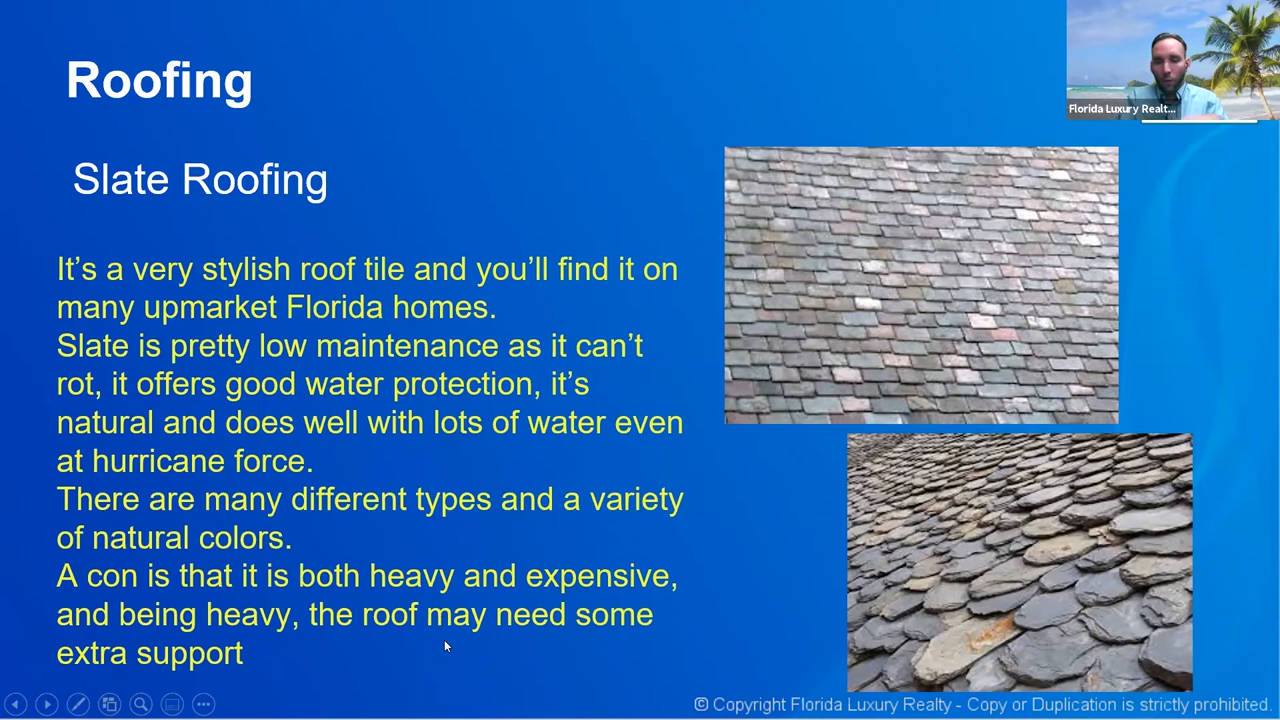 Roofing
Florida Luxury Realt...
Slate Roofing
It’s a very stylish roof tile and you’ll find it on
many upmarket Florida homes.
Slate is pretty low maintenance as it can’t
rot, it offers good water protection, it’s
natural and does well with lots of water even
at hurricane force.
There are many different types and a variety
of natural colors.
A con is that it is both heavy and expensive,
and being heavy, the roof may need some
extra support
© Copyright Florida Luxury Realty - Copy or Duplication is strictly prohibited.